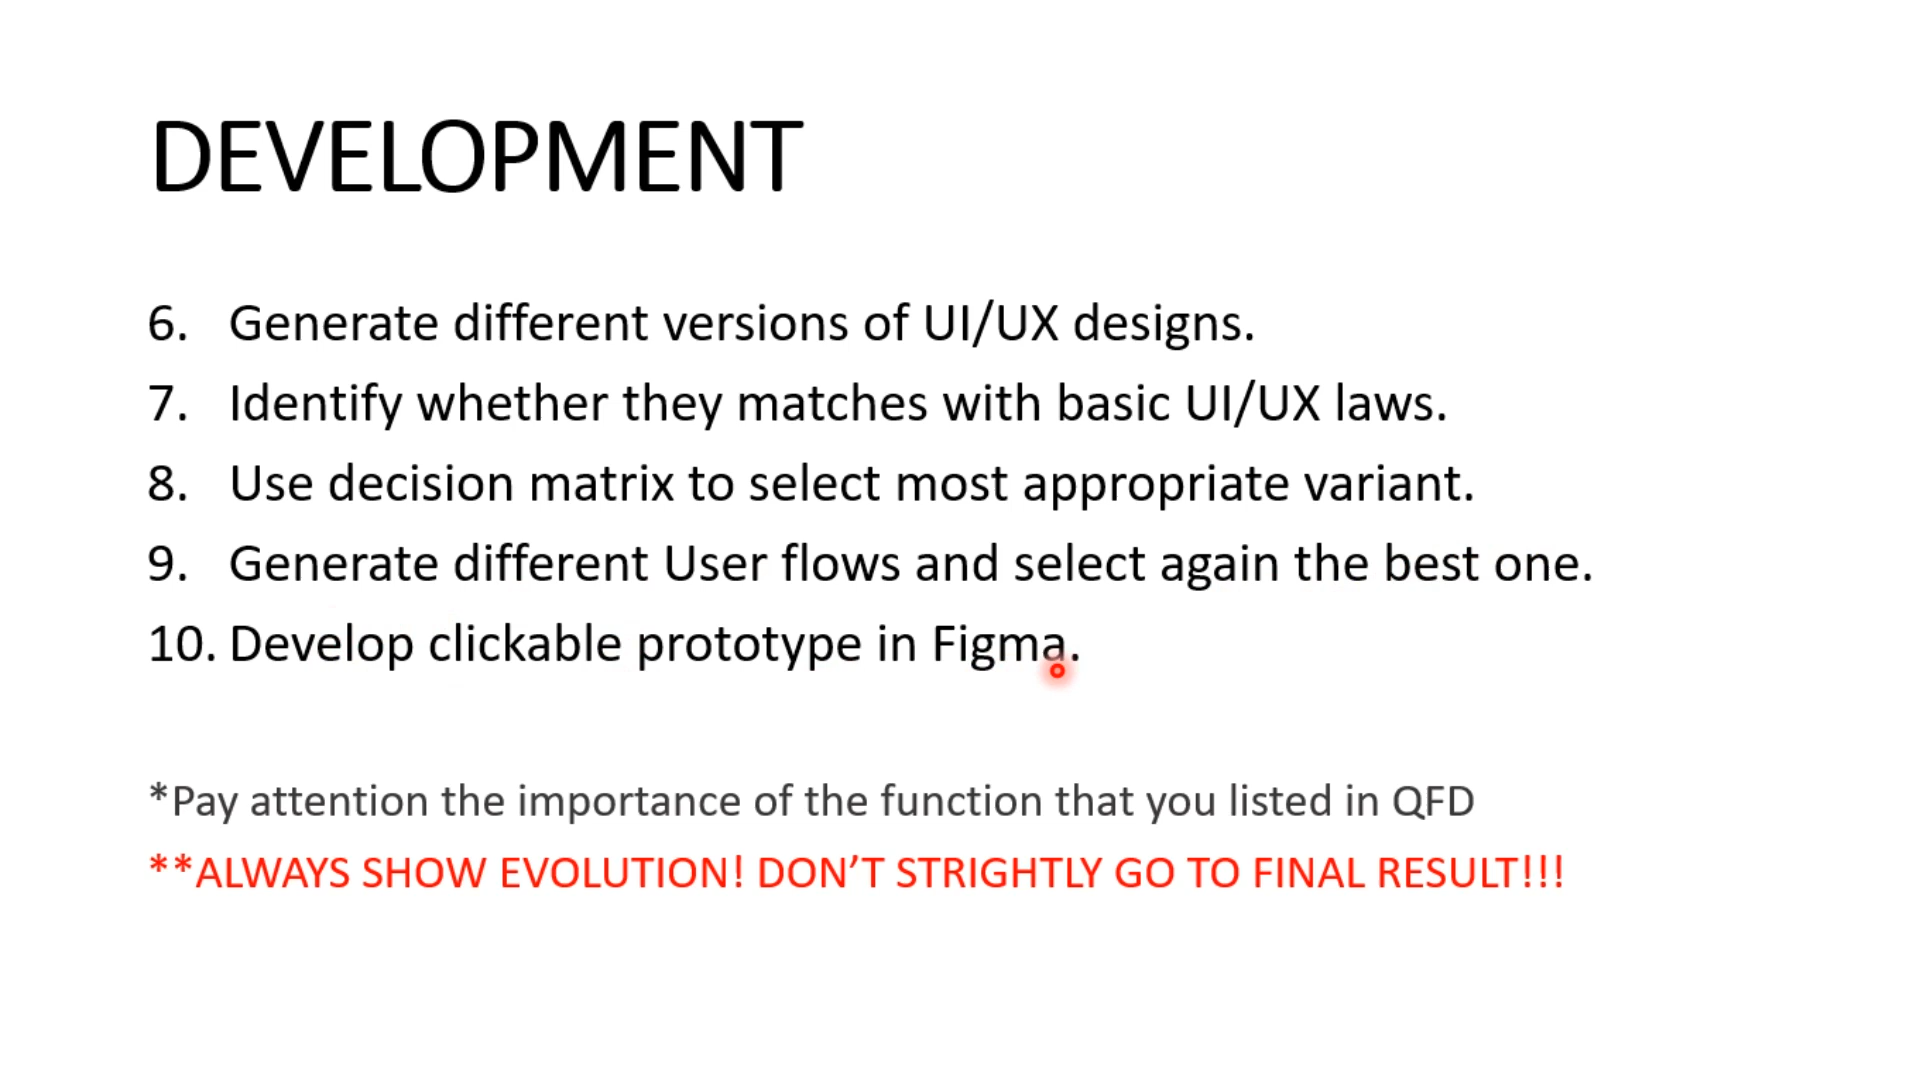 DEVELOPMENT
6. Generate different versions of UI/UX designs.
7. Identify whether they matches with basic UI/UX laws.
8. Use decision matrix to select most appropriate variant.
9. Generate different User flows and select again the best one.
10. Develop clickable prototype in Figma.
*Pay attention the importance of the function that you listed in QFD
**ALWAYS SHOW EVOLUTION! DON’T STRIGHTLY GO TO FINAL RESULT!!!